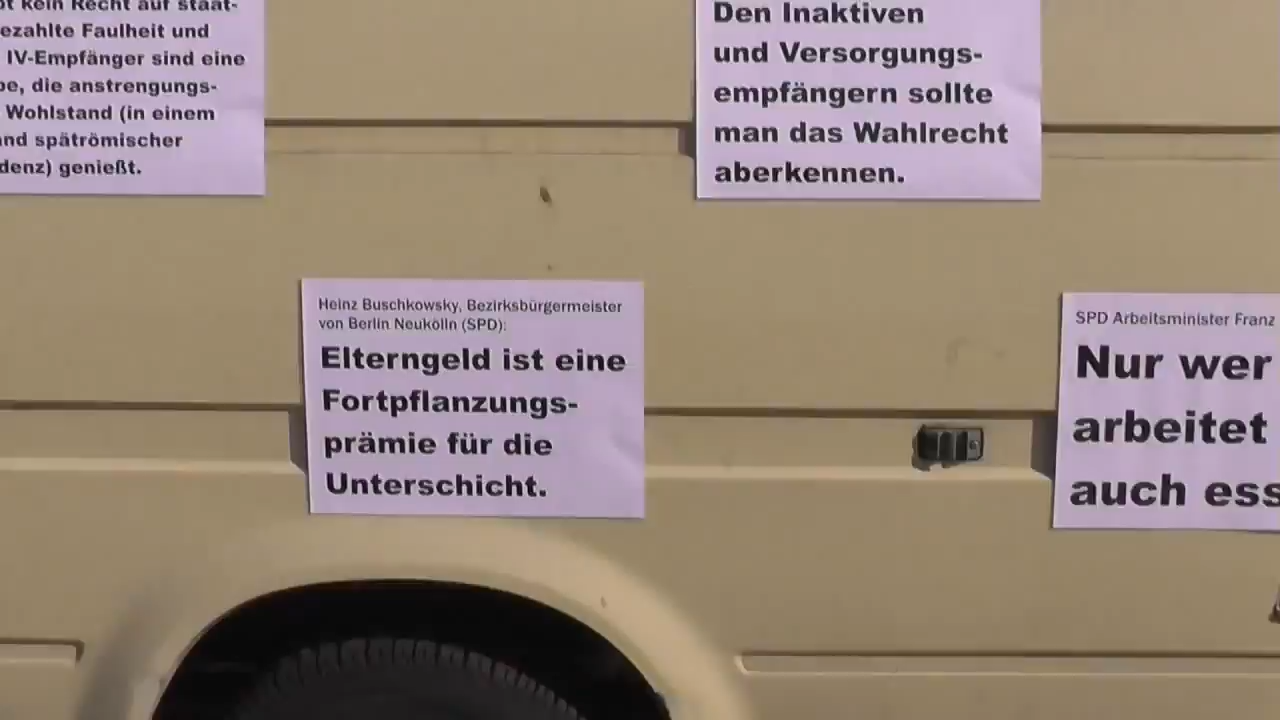 kein Recht auf staat-
ezahlte Faulheit und
IV-Empfänger sind eine
pe, die anstrengungs-
Wohlstand (in einem
and spätrömischer
denz) genießt.
Den Inaktiven
und Versorgungs-
empfängern sollte
man das Wahlrecht
aberkennen.
Heinz Buschkowsky, Bezirksbürgermeister
von Berlin Neukölln (SPD):
Elterngeld ist eine
Fortpflanzungs-
prämie für die
Unterschicht.
SPD Arbeitsminister Franz
Nur wer
arbeitet
auch ess